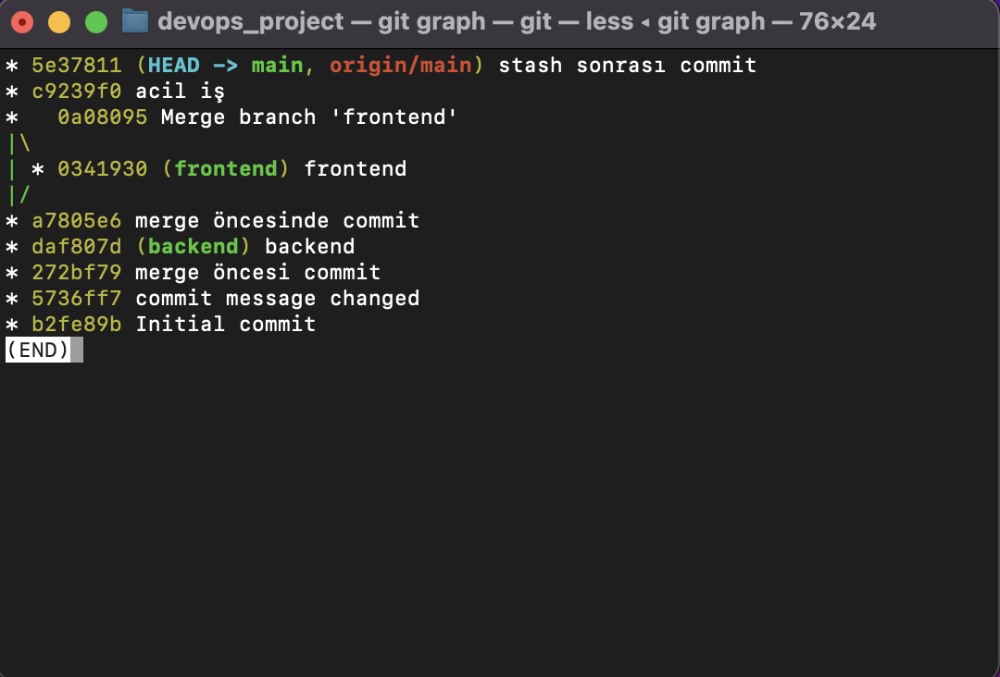 devops_project — git graph — git — less ◂ git graph — 76×24
* 5e37811 (HEAD -> main, origin/main) stash sonrası commit
* c9239f0 acil iş
*   0a08095 Merge branch 'frontend'
|\
| * 0341930 (frontend) frontend
|/
* a7805e6 merge öncesinde commit
* daf807d (backend) backend
* 272bf79 merge öncesi commit
* 5736ff7 commit message changed
* b2fe89b Initial commit
(END)